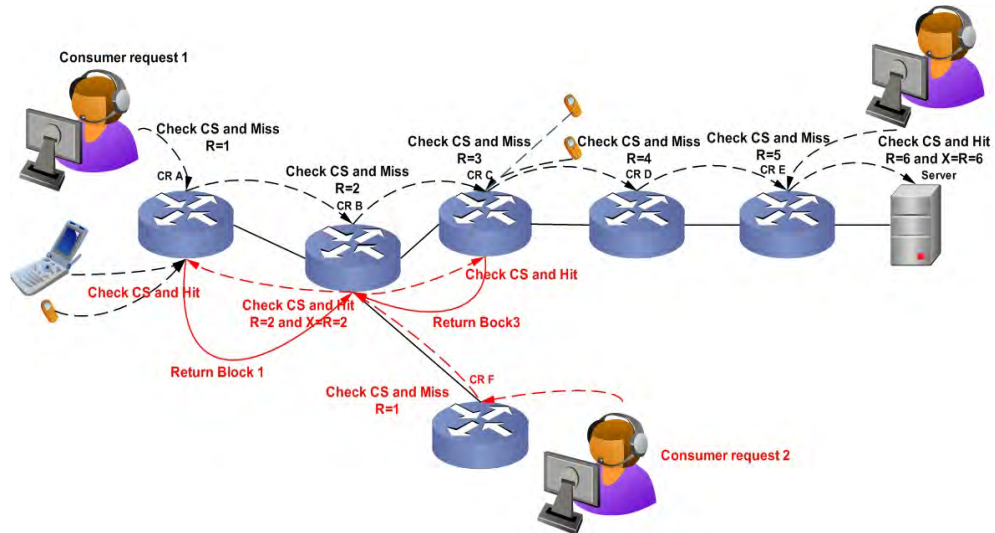 Consumer request 1
Check CS and Miss
R=1
CR A
Check CS and Miss
R=2
CR B
Check CS and Miss
R=3
CR C
Check CS and Miss
R=4
CR D
Check CS and Miss
R=5
CR E
Check CS and Hit
R=6 and X=R=6
Server
Check CS and Hit
Check CS and Hit
R=2 and X=R=2
Check CS and Hit
Return Bock3
Return Block 1
CR F
Check CS and Miss
R=1
Consumer request 2